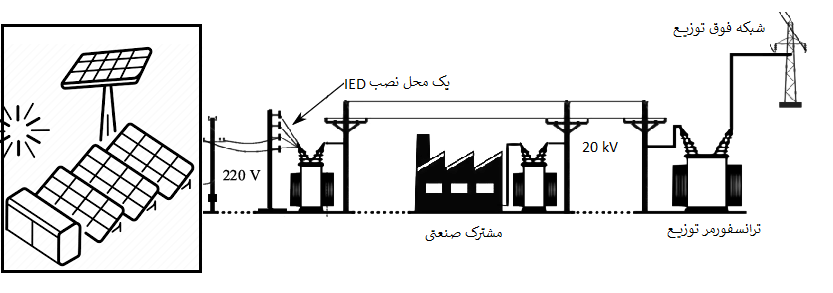 شبکه فوق توزیع
یک محل نصب IED
20 kV
220 V
ترانسفورمر توزیع
مشترک صنعتی